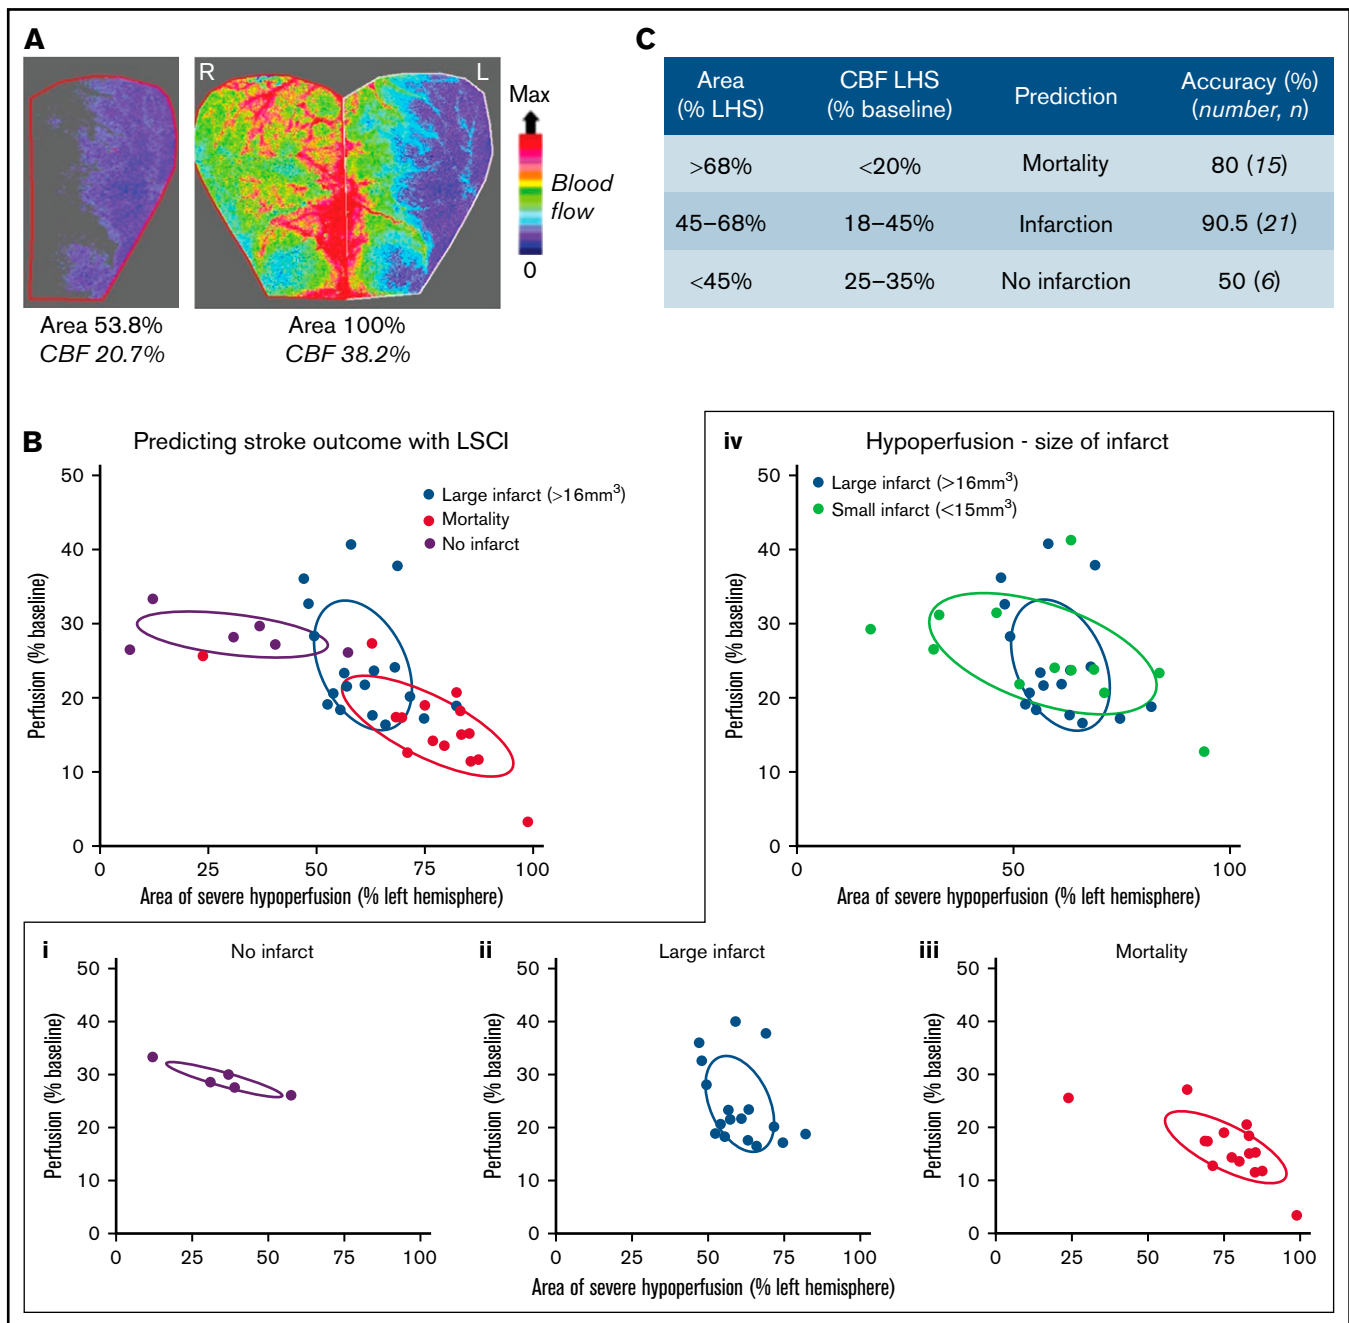 A
R
L
Max
Blood
flow
0
Area 53.8%
CBF 20.7%
Area 100%
CBF 38.2%
C
Area
(% LHS)
CBF LHS
(% baseline)
Prediction
Accuracy (%)
(number, n)
>68%
<20%
Mortality
80 (15)
45–68%
18–45%
Infarction
90.5 (21)
<45%
25–35%
No infarction
50 (6)
B
Predicting stroke outcome with LSCI
Large infarct (>16mm³)
Mortality
No infarct
Perfusion (% baseline)
50
40
30
20
10
0
0 25 50 75 100
Area of severe hypoperfusion (% left hemisphere)
iv
Hypoperfusion - size of infarct
Large infarct (>16mm³)
Small infarct (<15mm³)
Perfusion (% baseline)
50
40
30
20
10
0
0 50 100
Area of severe hypoperfusion (% left hemisphere)
i
No infarct
Perfusion (% baseline)
50
40
30
20
10
0
0 25 50 75 100
ii
Large infarct
Perfusion (% baseline)
50
40
30
20
10
0
0 25 50 75 100
Area of severe hypoperfusion (% left hemisphere)
iii
Mortality
Perfusion (% baseline)
50
40
30
20
10
0
0 25 50 75 100